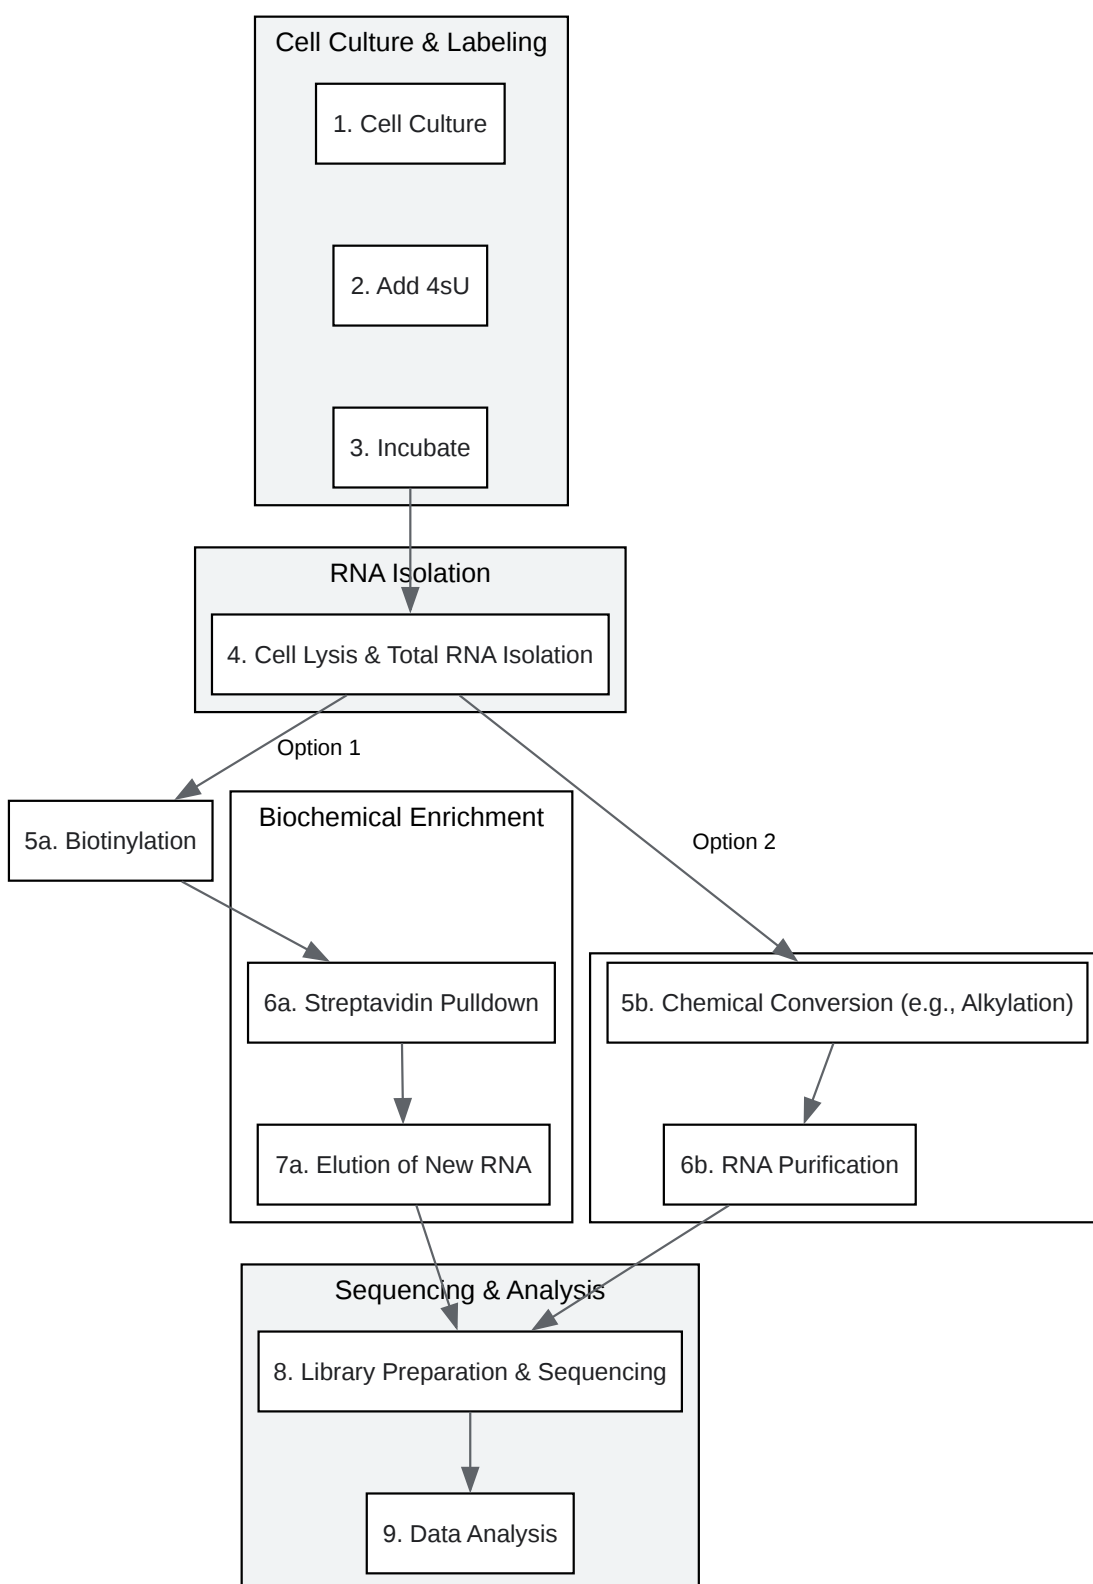 Cell Culture & Labeling
1. Cell Culture
2. Add 4sU
3. Incubate
RNA Isolation
4. Cell Lysis & Total RNA Isolation
Option 1
5a. Biotinylation
Biochemical Enrichment
Option 2
6a. Streptavidin Pulldown
5b. Chemical Conversion (e.g., Alkylation)
7a. Elution of New RNA
6b. RNA Purification
Sequencing & Analysis
8. Library Preparation & Sequencing
9. Data Analysis